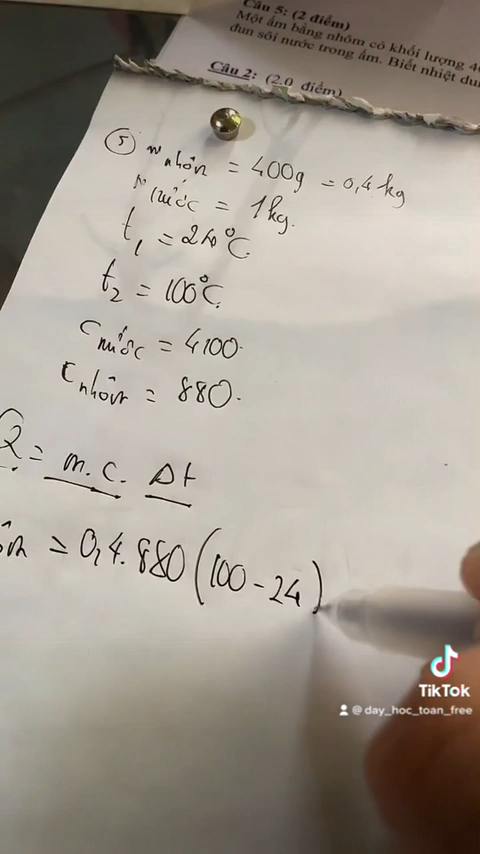 Câu 5: (2 điểm)
Một ấm bằng nhôm có khối lượng 4
đun sôi nước trong ấm. Biết nhiệt du
Câu 2: (2.0 điểm)
5 m nhôm = 400g = 0,4 kg
nước = 1kg.
t1 = 24°C
t2 = 100°C
C nước = 4100.
C nhôm = 880.
Q = m.c. Δt
= 0,4.880 (100 - 24)
TikTok
@day_hoc_toan_free